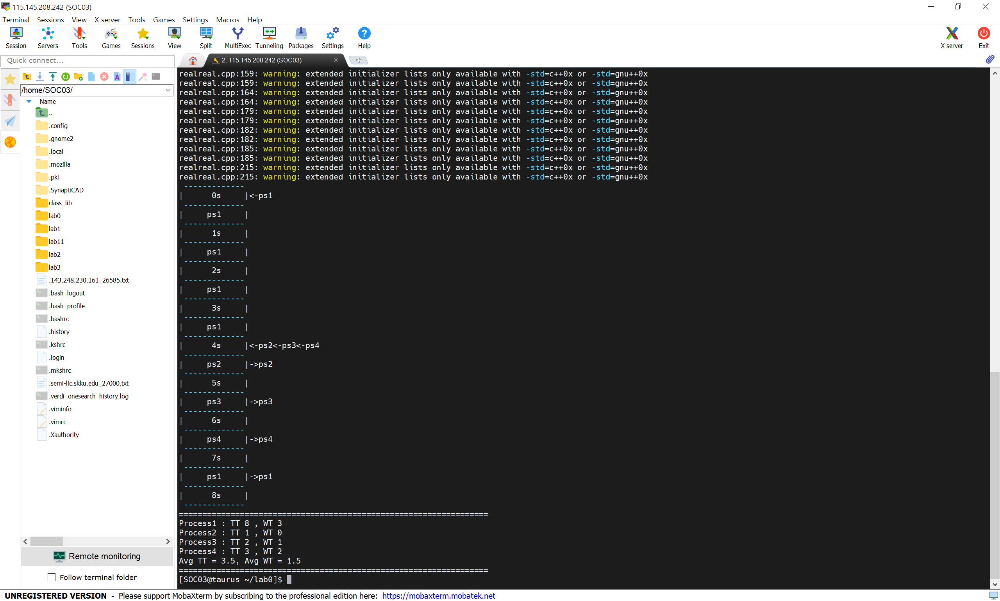 115.145.208.242 (SOC03)
Terminal Sessions View X server Tools Games Settings Macros Help
Session Servers Tools Games Sessions View Split MultiExec Tunneling Packages Settings Help X server Exit
Quick connect...
2. 115.145.208.242 (SOC03)
/home/SOC03/
Name
..
.config
.gnome2
.local
.mozilla
.pki
.SynaptiCAD
class_lib
lab0
lab1
lab11
lab2
lab3
.143.248.230.161_26585.txt
.bash_logout
.bash_profile
.bashrc
.history
.kshrc
.login
.mkshrc
.semi-lic.skku.edu_27000.txt
.verdi_onesearch_history.log
.viminfo
.vimrc
.Xauthority
Remote monitoring
Follow terminal folder
realreal.cpp:159: warning: extended initializer lists only available with -std=c++0x or -std=gnu++0x
realreal.cpp:159: warning: extended initializer lists only available with -std=c++0x or -std=gnu++0x
realreal.cpp:164: warning: extended initializer lists only available with -std=c++0x or -std=gnu++0x
realreal.cpp:164: warning: extended initializer lists only available with -std=c++0x or -std=gnu++0x
realreal.cpp:179: warning: extended initializer lists only available with -std=c++0x or -std=gnu++0x
realreal.cpp:179: warning: extended initializer lists only available with -std=c++0x or -std=gnu++0x
realreal.cpp:182: warning: extended initializer lists only available with -std=c++0x or -std=gnu++0x
realreal.cpp:182: warning: extended initializer lists only available with -std=c++0x or -std=gnu++0x
realreal.cpp:185: warning: extended initializer lists only available with -std=c++0x or -std=gnu++0x
realreal.cpp:185: warning: extended initializer lists only available with -std=c++0x or -std=gnu++0x
realreal.cpp:215: warning: extended initializer lists only available with -std=c++0x or -std=gnu++0x
realreal.cpp:215: warning: extended initializer lists only available with -std=c++0x or -std=gnu++0x
-------------
| 0s |<-ps1
-------------
| ps1 |
-------------
| 1s |
-------------
| ps1 |
-------------
| 2s |
-------------
| ps1 |
-------------
| 3s |
-------------
| ps1 |
-------------
| 4s |<-ps2<-ps3<-ps4
-------------
| ps2 |->ps2
-------------
| 5s |
-------------
| ps3 |->ps3
-------------
| 6s |
-------------
| ps4 |->ps4
-------------
| 7s |
-------------
| ps1 |->ps1
-------------
| 8s |
-------------
==================================================================
Process1 : TT 8 , WT 3
Process2 : TT 1 , WT 0
Process3 : TT 2 , WT 1
Process4 : TT 3 , WT 2
Avg TT = 3.5, Avg WT = 1.5
==================================================================
[SOC03@taurus ~/lab0]$
UNREGISTERED VERSION - Please support MobaXterm by subscribing to the professional edition here: https://mobaxterm.mobatek.net